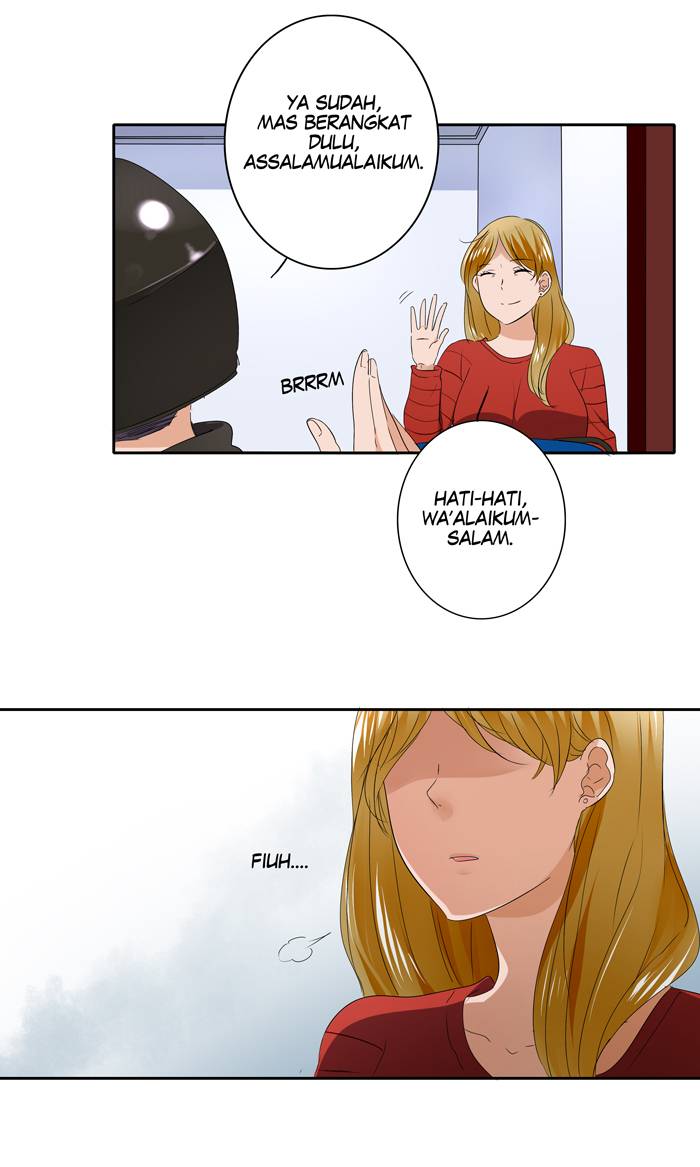 YA SUDAH,
MAS BERANGKAT
DULU,
ASSALAMUALAIKUM.
BRRRM
HATI-HATI,
WA'ALAIKUM-
SALAM.
FIUH....